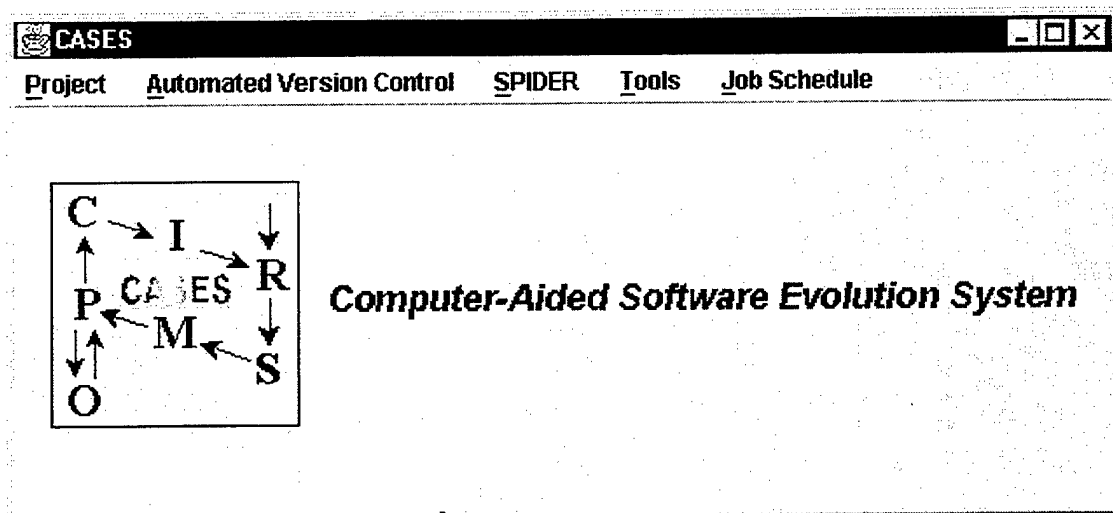 CASES
Project Automated Version Control SPIDER Tools Job Schedule
C
I
R
CASES
P
M
S
O
Computer-Aided Software Evolution System